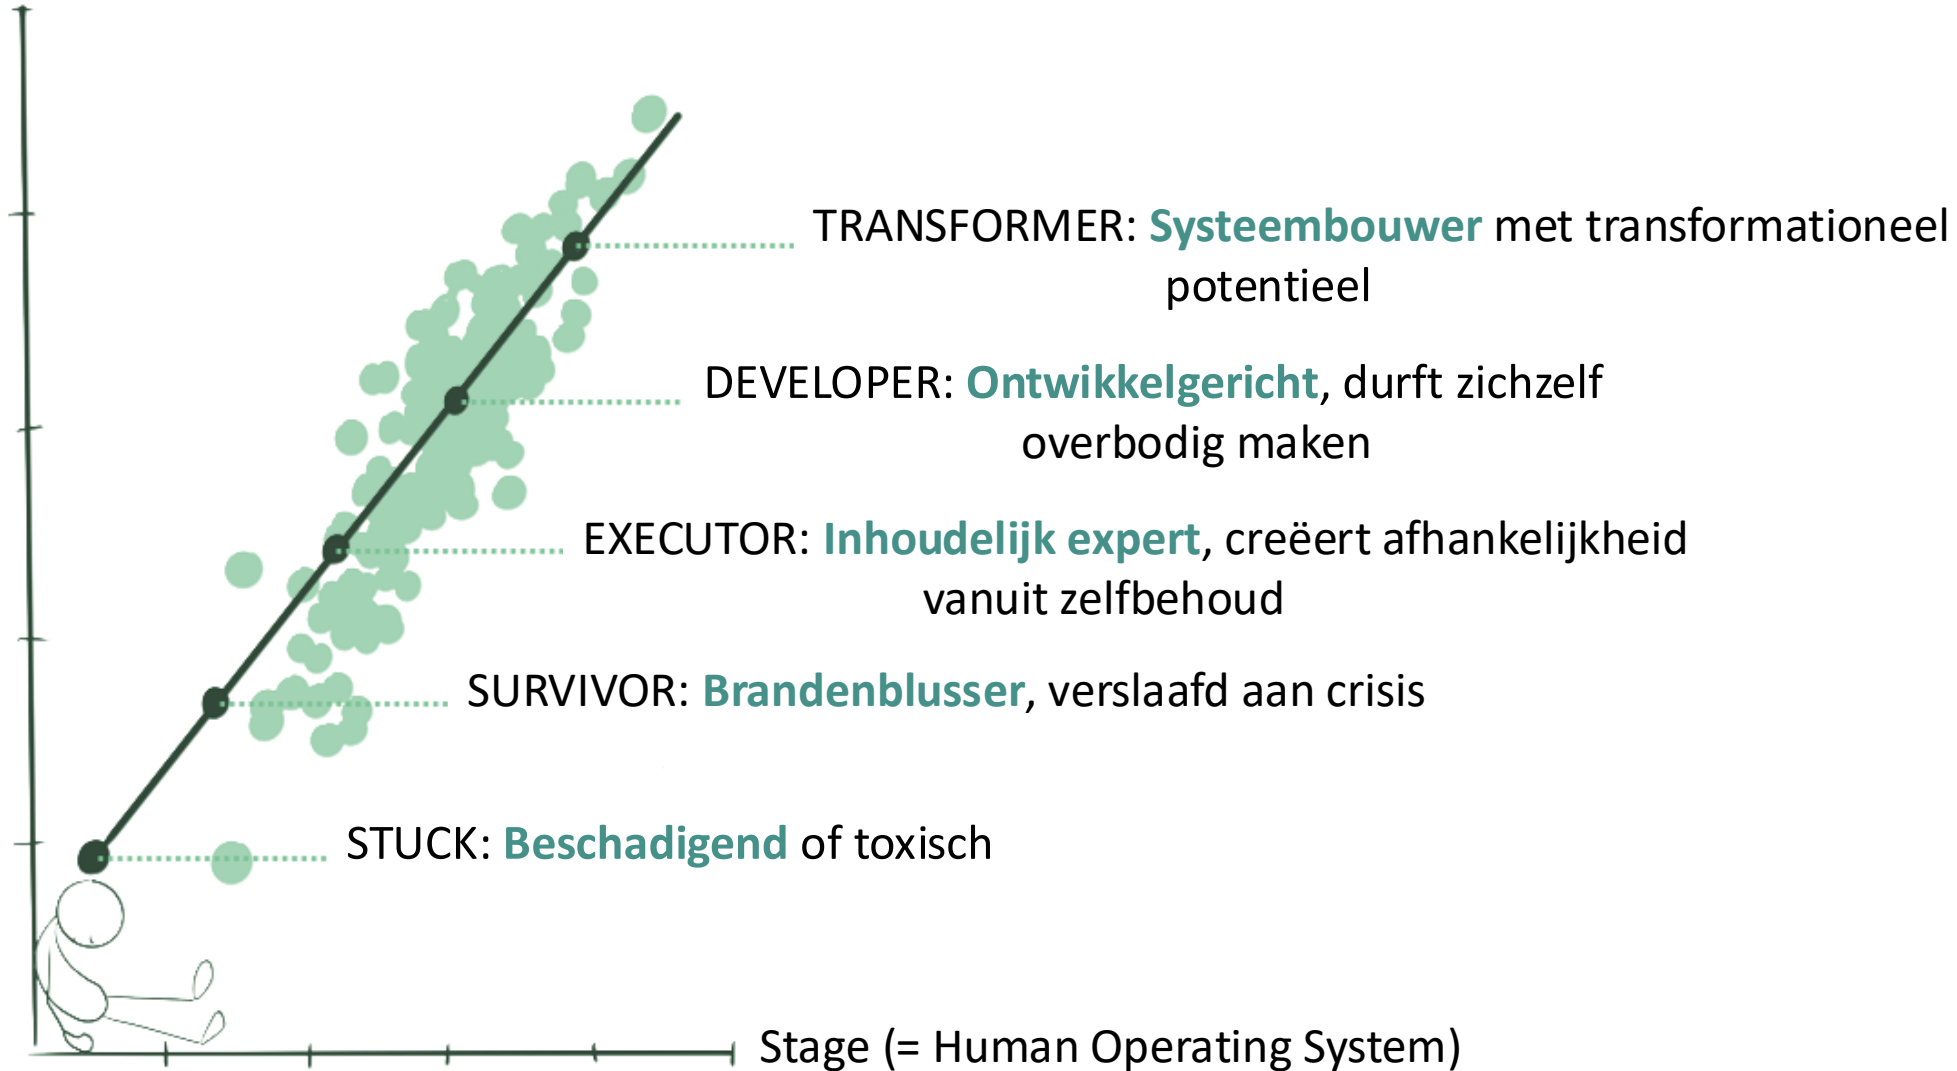 TRANSFORMER: Systeembouwer met transformationeel
potentieel
DEVELOPER: Ontwikkelgericht, durft zichzelf
overbodig maken
EXECUTOR: Inhoudelijk expert, creëert afhankelijkheid
vanuit zelfbehoud
SURVIVOR: Brandenblusser, verslaafd aan crisis
STUCK: Beschadigend of toxisch
Stage (= Human Operating System)